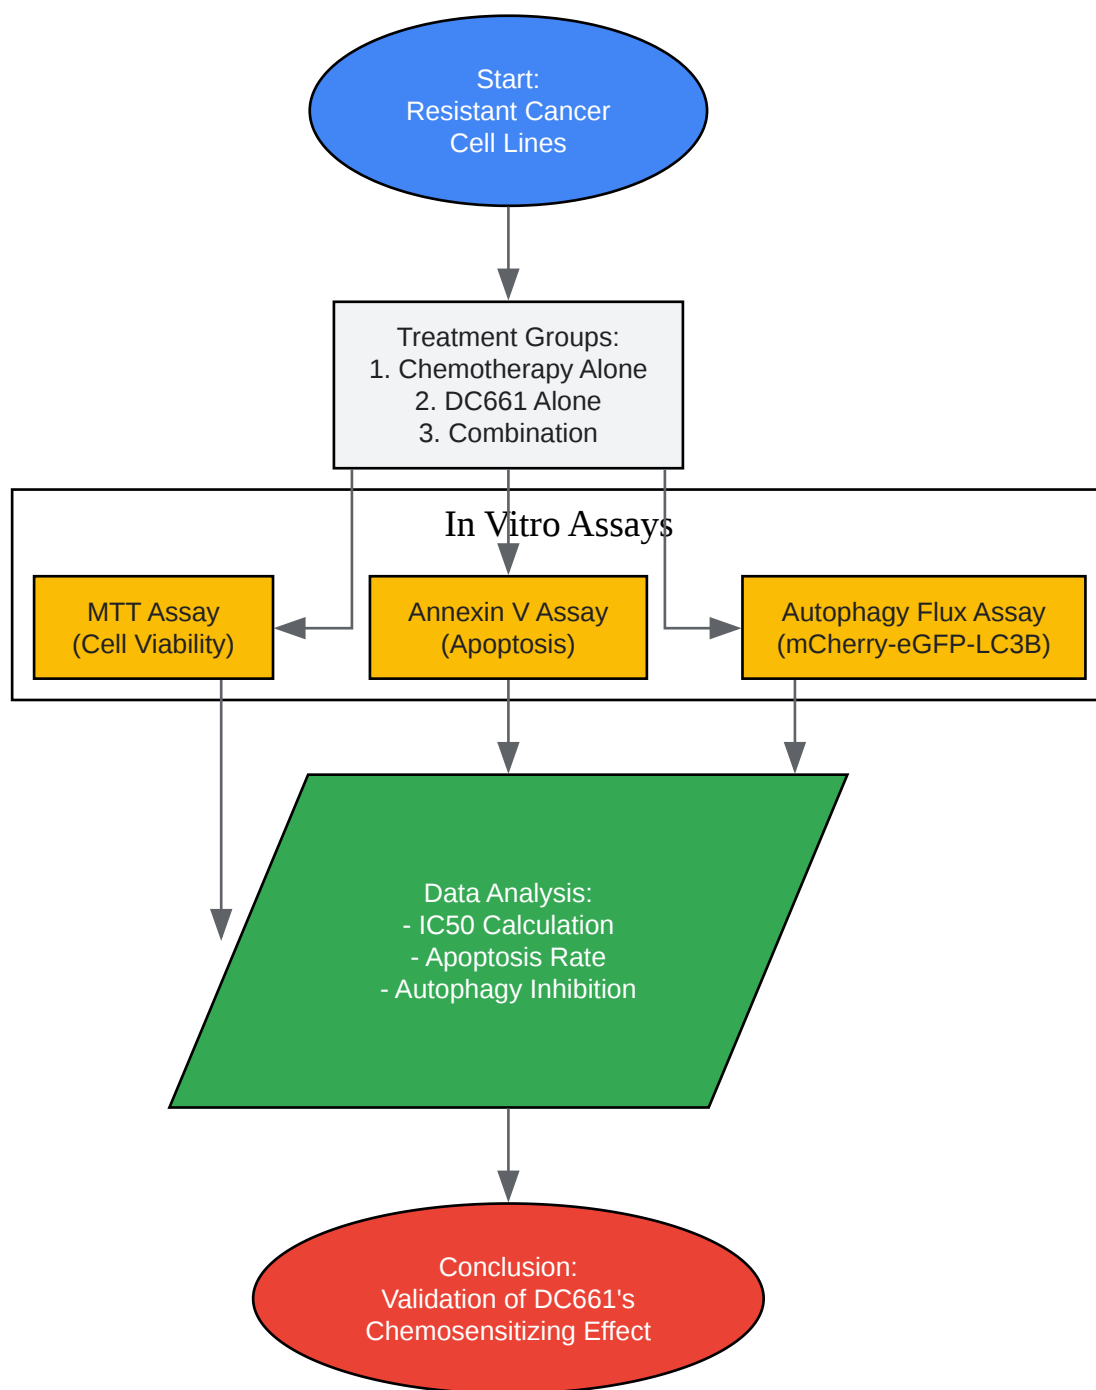 Start:
Resistant Cancer
Cell Lines
Treatment Groups:
1. Chemotherapy Alone
2. DC661 Alone
3. Combination
In Vitro Assays
MTT Assay
(Cell Viability)
Annexin V Assay
(Apoptosis)
Autophagy Flux Assay
(mCherry-eGFP-LC3B)
Data Analysis:
- IC50 Calculation
- Apoptosis Rate
- Autophagy Inhibition
Conclusion:
Validation of DC661's
Chemosensitizing Effect